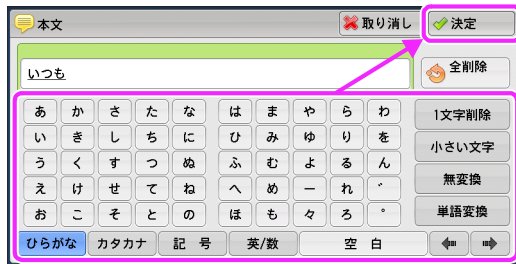 本文 取り消し 決定
いつも 全削除
あ か さ た な は ま や ら わ 1文字削除
い き し ち に ひ み ゆ り を 小さい文字
う く す つ ぬ ふ む よ る ん 無変換
え け せ て ね へ め ー れ ゛ 単語変換
お こ そ と の ほ も 々 ろ ゜
ひらがな カタカナ 記号 英/数 空白